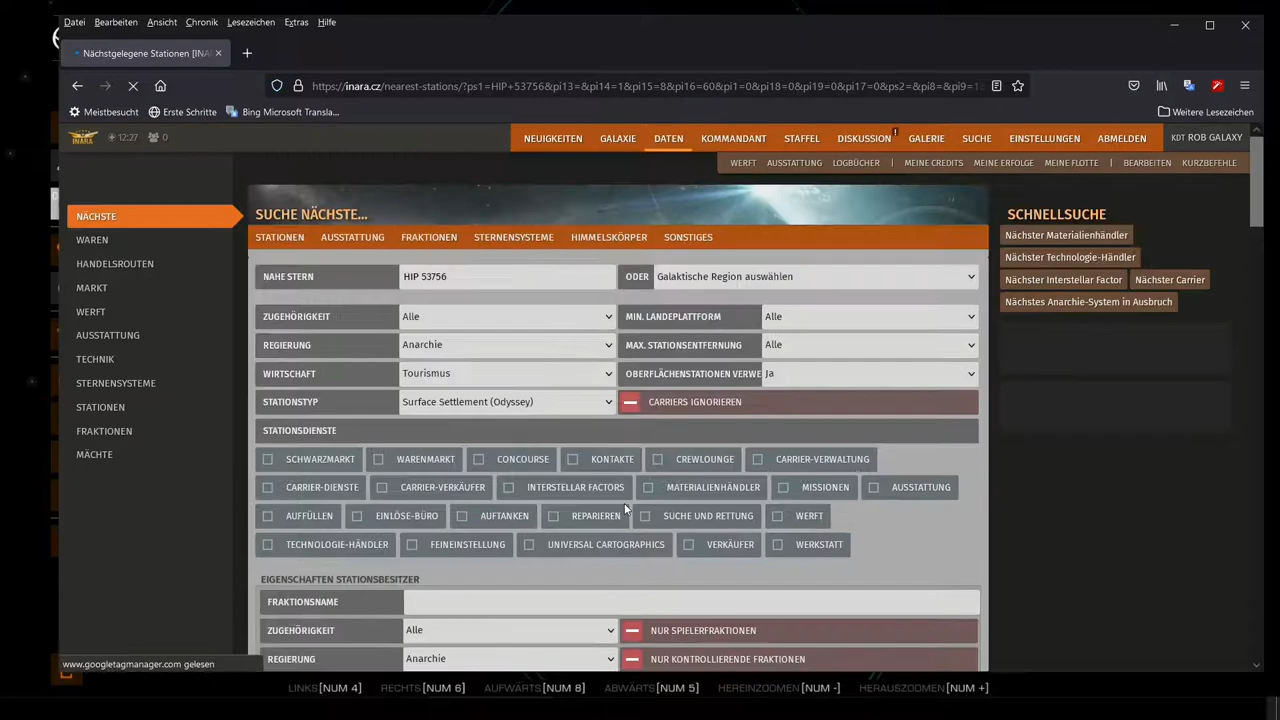 Datei Bearbeiten Ansicht Chronik Lesezeichen Extras Hilfe
Nächstgelegene Stationen [INA
https://inara.cz/nearest-stations/?ps1=HIP+53756&pi13=&pi14=1&pi15=8&pi16=60&pi1=0&pi18=0&pi19=0&pi17=0&ps2=&pi8=&pi9=1
Meistbesucht Erste Schritte Bing Microsoft Transla... Weitere Lesezeichen
INARA 12:27 0 NEUIGKEITEN GALAXIE DATEN KOMMANDANT STAFFEL DISKUSSION GALERIE SUCHE EINSTELLUNGEN ABMELDEN KDT ROB GALAXY
WERFT AUSSTATTUNG LOGBÜCHER MEINE CREDITS MEINE ERFOLGE MEINE FLOTTE BEARBEITEN KURZBEFEHLE
NÄCHSTE
WAREN
HANDELSROUTEN
MARKT
WERFT
AUSSTATTUNG
TECHNIK
STERNENSYSTEME
STATIONEN
FRAKTIONEN
MÄCHTE
SUCHE NÄCHSTE...
STATIONEN AUSSTATTUNG FRAKTIONEN STERNENSYSTEME HIMMELSKÖRPER SONSTIGES
NAHE STERN HIP 53756 ODER Galaktische Region auswählen
ZUGEHÖRIGKEIT Alle MIN. LANDEPLATTFORM Alle
REGIERUNG Anarchie MAX. STATIONSENTFERNUNG Alle
WIRTSCHAFT Tourismus OBERFLÄCHENSTATIONEN VERWE Ja
STATIONSTYP Surface Settlement (Odyssey) CARRIERS IGNORIEREN
STATIONSDIENSTE
SCHWARZMARKT WARENMARKT CONCOURSE KONTAKTE CREWLOUNGE CARRIER-VERWALTUNG
CARRIER-DIENSTE CARRIER-VERKÄUFER INTERSTELLAR FACTORS MATERIALIENHÄNDLER MISSIONEN AUSSTATTUNG
AUFFÜLLEN EINLÖSE-BÜRO AUFTANKEN REPARIEREN SUCHE UND RETTUNG WERFT
TECHNOLOGIE-HÄNDLER FEINEINSTELLUNG UNIVERSAL CARTOGRAPHICS VERKÄUFER WERKSTATT
EIGENSCHAFTEN STATIONSBESITZER
FRAKTIONSNAME
ZUGEHÖRIGKEIT Alle NUR SPIELERFRAKTIONEN
REGIERUNG Anarchie NUR KONTROLLIERENDE FRAKTIONEN
SCHNELLSUCHE
Nächster Materialienhändler
Nächster Technologie-Händler
Nächster Interstellar Factor Nächster Carrier
Nächstes Anarchie-System in Ausbruch
www.googletagmanager.com gelesen
LINKS[NUM 4] RECHTS[NUM 6] AUFWÄRTS[NUM 8] ABWÄRTS[NUM 5] HEREINZOOMEN[NUM -] HERAUSZOOMEN[NUM +]